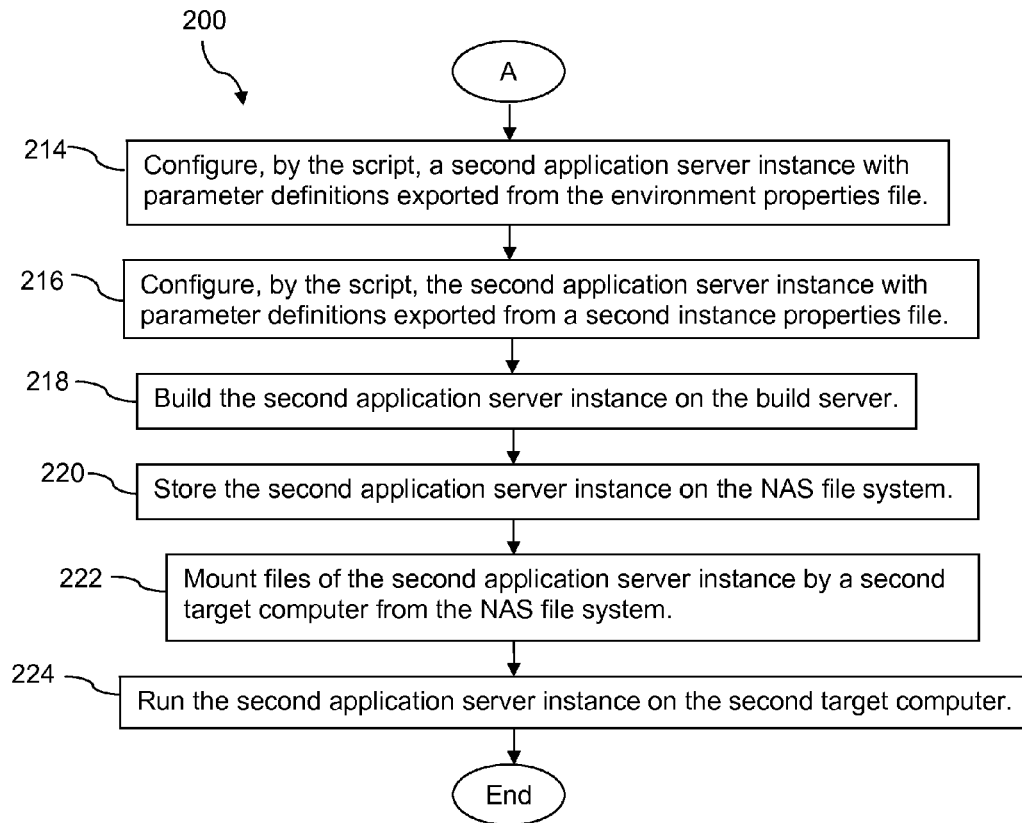 200
A
214
Configure, by the script, a second application server instance with
parameter definitions exported from the environment properties file.
216
Configure, by the script, the second application server instance with
parameter definitions exported from a second instance properties file.
218
Build the second application server instance on the build server.
220
Store the second application server instance on the NAS file system.
222
Mount files of the second application server instance by a second
target computer from the NAS file system.
224
Run the second application server instance on the second target computer.
End